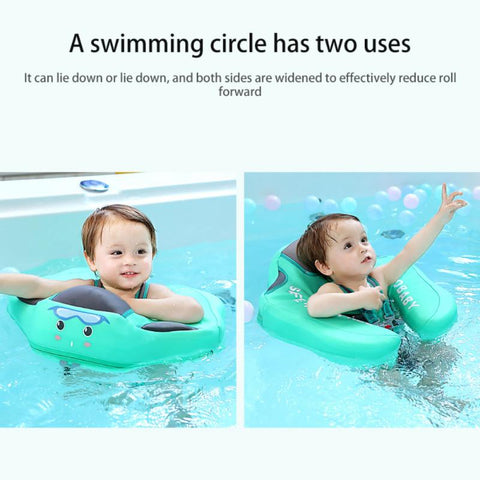 A swimming circle has two uses
It can lie down or lie down, and both sides are widened to effectively reduce roll
forward